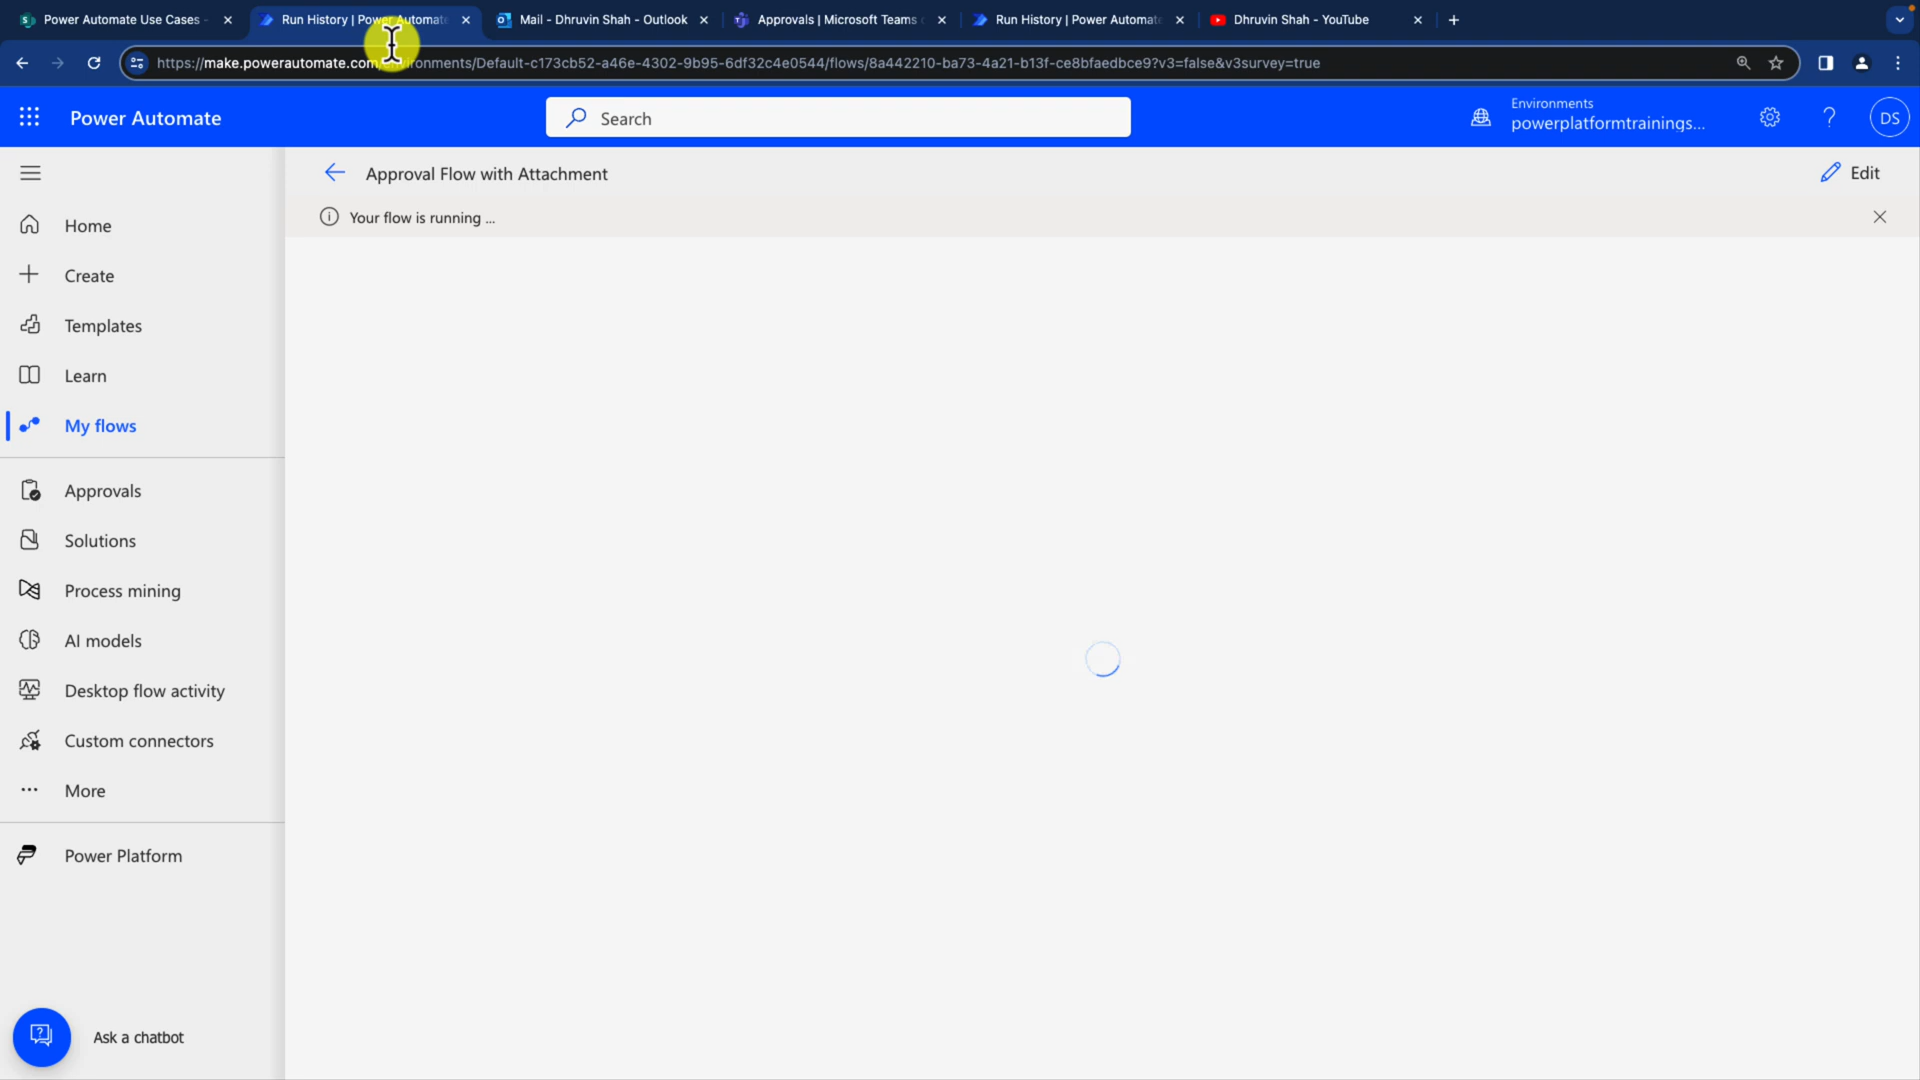 Power Automate Use Cases -
Run History | Power Automate
Mail - Dhruvin Shah - Outlook
Approvals | Microsoft Teams
Run History | Power Automate
Dhruvin Shah - YouTube
https://make.powerautomate.com/environments/Default-c173cb52-a46e-4302-9b95-6df32c4e0544/flows/8a442210-ba73-4a21-b13f-ce8bfaedbce9?v3=false&v3survey=true
Power Automate
Search
Environments
powerplatformtrainings...
DS
Approval Flow with Attachment
Edit
Your flow is running ...
Home
Create
Templates
Learn
My flows
Approvals
Solutions
Process mining
AI models
Desktop flow activity
Custom connectors
More
Power Platform
Ask a chatbot